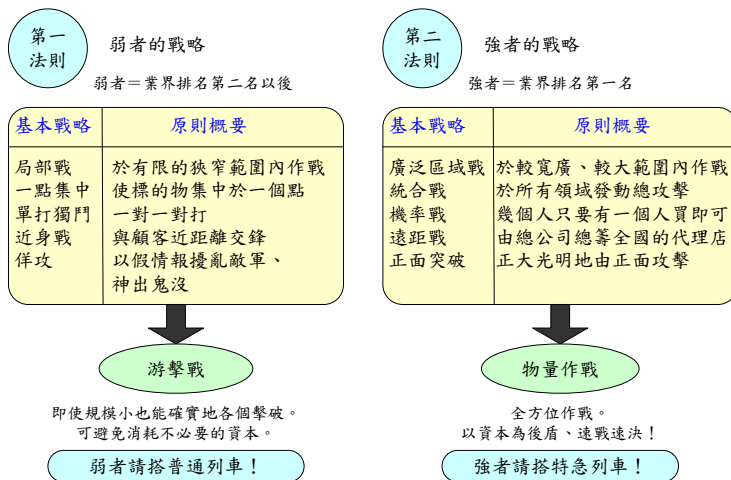 第一
法則
弱者的戰略
弱者＝業界排名第二名以後
基本戰略 原則概要
局部戰 於有限的狹窄範圍內作戰
一點集中 使標的物集中於一個點
單打獨鬥 一對一對打
近身戰 與顧客近距離交鋒
佯攻 以假情報擾亂敵軍、
神出鬼沒
游擊戰
即使規模小也能確實地各個擊破。
可避免消耗不必要的資本。
弱者請搭普通列車！
第二
法則
強者的戰略
強者＝業界排名第一名
基本戰略 原則概要
廣泛區域戰 於較寬廣、較大範圍內作戰
統合戰 於所有領域發動總攻擊
機率戰 幾個人只要有一個人買即可
遠距戰 由總公司總籌全國的代理店
正面突破 正大光明地由正面攻擊
物量作戰
全方位作戰。
以資本為後盾、速戰速決！
強者請搭特急列車！